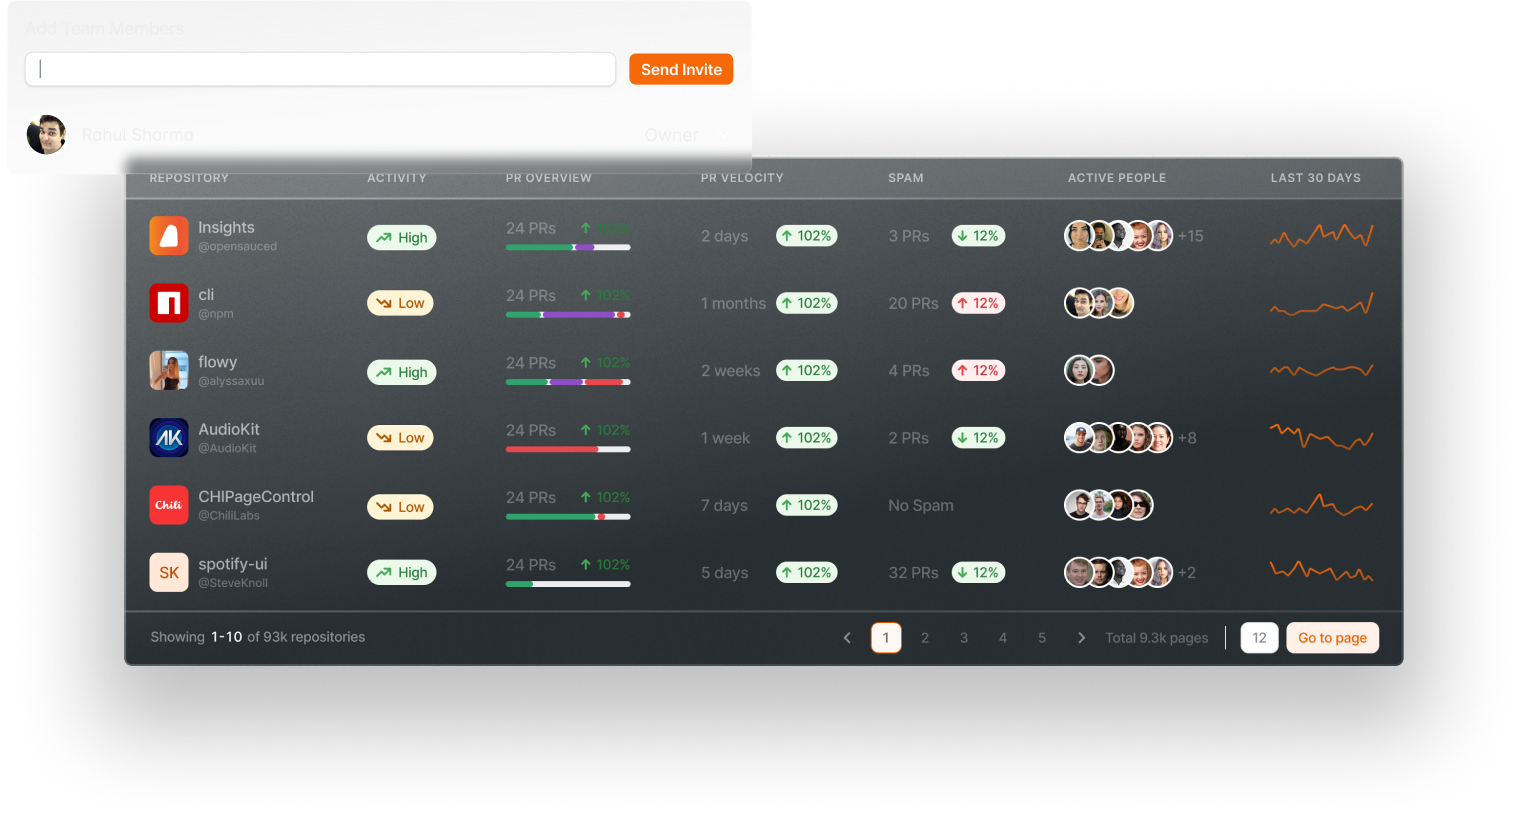 Add Team Members
Send Invite
Rahul Sharma Owner
REPOSITORY ACTIVITY PR OVERVIEW PR VELOCITY SPAM ACTIVE PEOPLE LAST 30 DAYS
Insights
@opensauced
High
24 PRs 102%
2 days 102%
3 PRs 12%
+15
cli
@npm
Low
24 PRs 102%
1 months 102%
20 PRs 12%
flowy
@alyssaxuu
High
24 PRs 102%
2 weeks 102%
4 PRs 12%
AK
AudioKit
@AudioKit
Low
24 PRs 102%
1 week 102%
2 PRs 12%
+8
Chili
CHIPageControl
@ChiliLabs
Low
24 PRs 102%
7 days 102%
No Spam
SK
spotify-ui
@SteveKnoll
High
24 PRs 102%
5 days 102%
32 PRs 12%
+2
Showing 1-10 of 93k repositories
1 2 3 4 5 Total 9.3k pages 12 Go to page